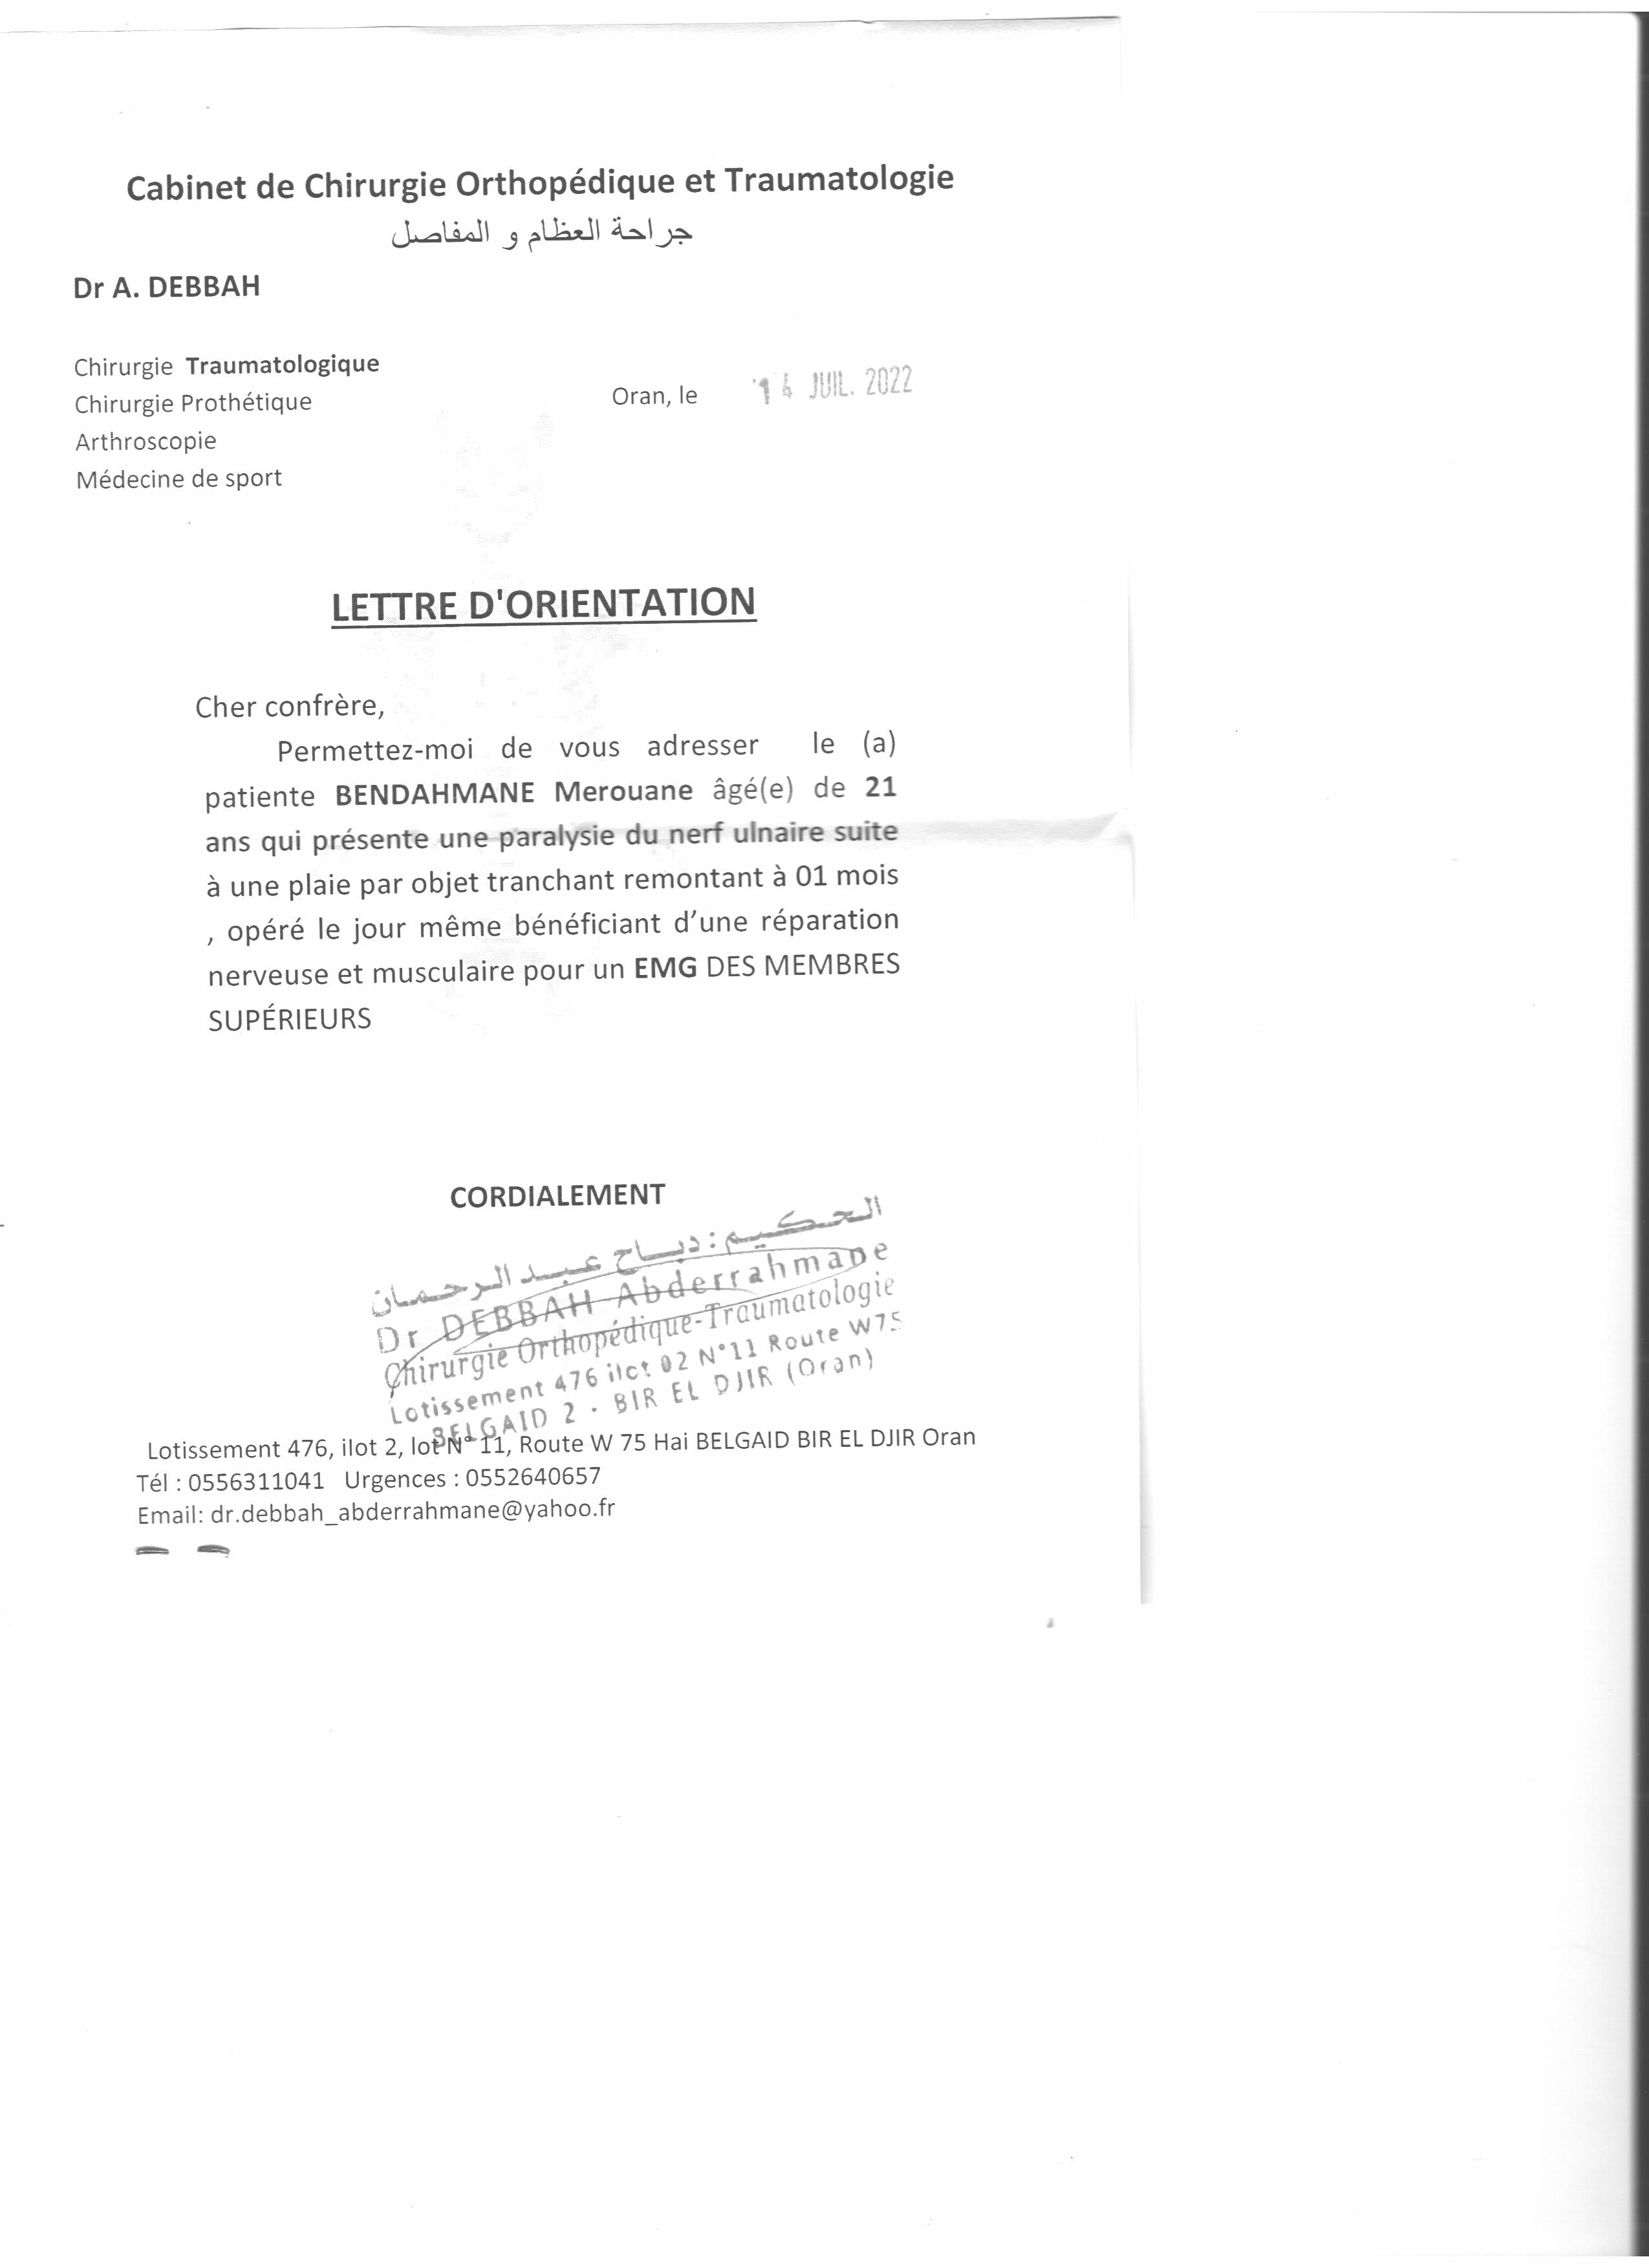 Cabinet de Chirurgie Orthopédique et Traumatologie
جراحة العظام و المفاصل
Dr A. DEBBAH
Chirurgie Traumatologique
Chirurgie Prothétique
Oran, le 14 JUIL. 2022
Arthroscopie
Médecine de sport
LETTRE D'ORIENTATION
Cher confrère,
Permettez-moi de vous adresser le (a)
patiente BENDAHMANE Merouane âgé(e) de 21
ans qui présente une paralysie du nerf ulnaire suite
à une plaie par objet tranchant remontant à 01 mois
, opéré le jour même bénéficiant d’une réparation
nerveuse et musculaire pour un EMG DES MEMBRES
SUPÉRIEURS
CORDIALEMENT
الحكيم : دباح عبد الرحمان
Dr DEBBAH Abderrahmane
Chirurgie Orthopédique-Traumatologie
Lotissement 476 ilot 02 N°11 Route W75
BELGAID 2 - BIR EL DJIR (Oran)
Lotissement 476, ilot 2, lot N° 11, Route W 75 Hai BELGAID BIR EL DJIR Oran
Tél : 0556311041 Urgences : 0552640657
Email: dr.debbah_abderrahmane@yahoo.fr